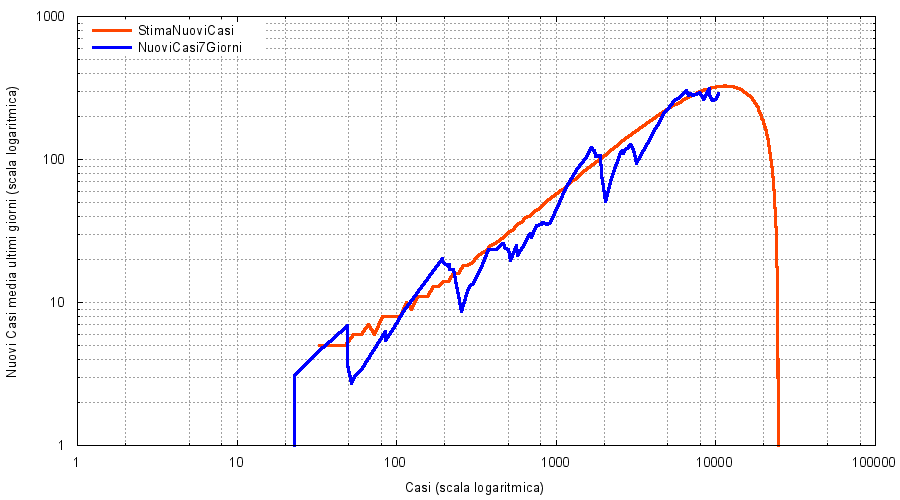 1000
StimaNuoviCasi
NuoviCasi7Giorni
100
10
1
Nuovi Casi media ultimi giorni (scala logaritmica)
1 10 100 1000 10000 100000
Casi (scala logaritmica)